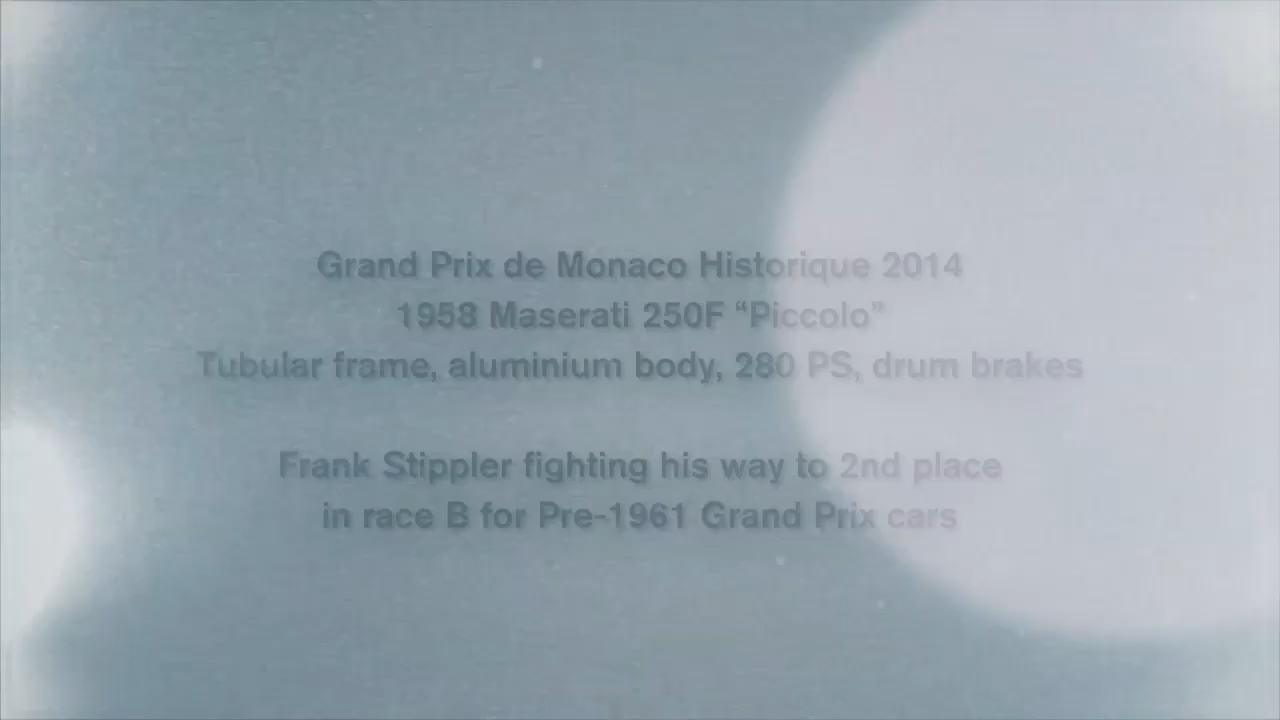 Grand Prix de Monaco Historique 2014
1958 Maserati 250F “Piccolo”
Tubular frame, aluminium body, 280 PS, drum brakes
Frank Stippler fighting his way to 2nd place
in race B for Pre-1961 Grand Prix cars